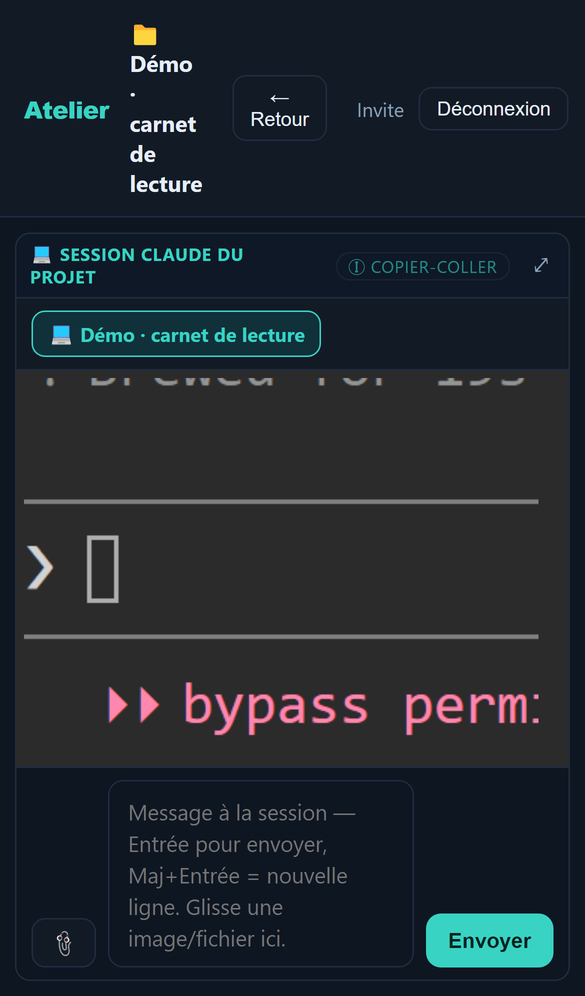 Atelier
📁
Démo
·
carnet
de
lecture
←
Retour
Invite
Déconnexion
💻 SESSION CLAUDE DU
PROJET
ⓘ COPIER-COLLER
⤢
💻 Démo · carnet de lecture
❯
⏵⏵ bypass perm
Message à la session —
Entrée pour envoyer,
Maj+Entrée = nouvelle
ligne. Glisse une
image/fichier ici.
Envoyer